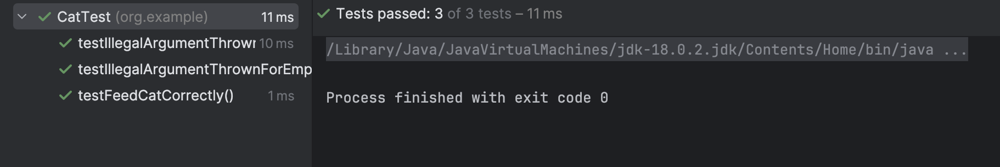 CatTest (org.example) 11 ms
testIllegalArgumentThrown 10 ms
testIllegalArgumentThrownForEmp
testFeedCatCorrectly() 1 ms
Tests passed: 3 of 3 tests – 11 ms
/Library/Java/JavaVirtualMachines/jdk-18.0.2.jdk/Contents/Home/bin/java ...
Process finished with exit code 0